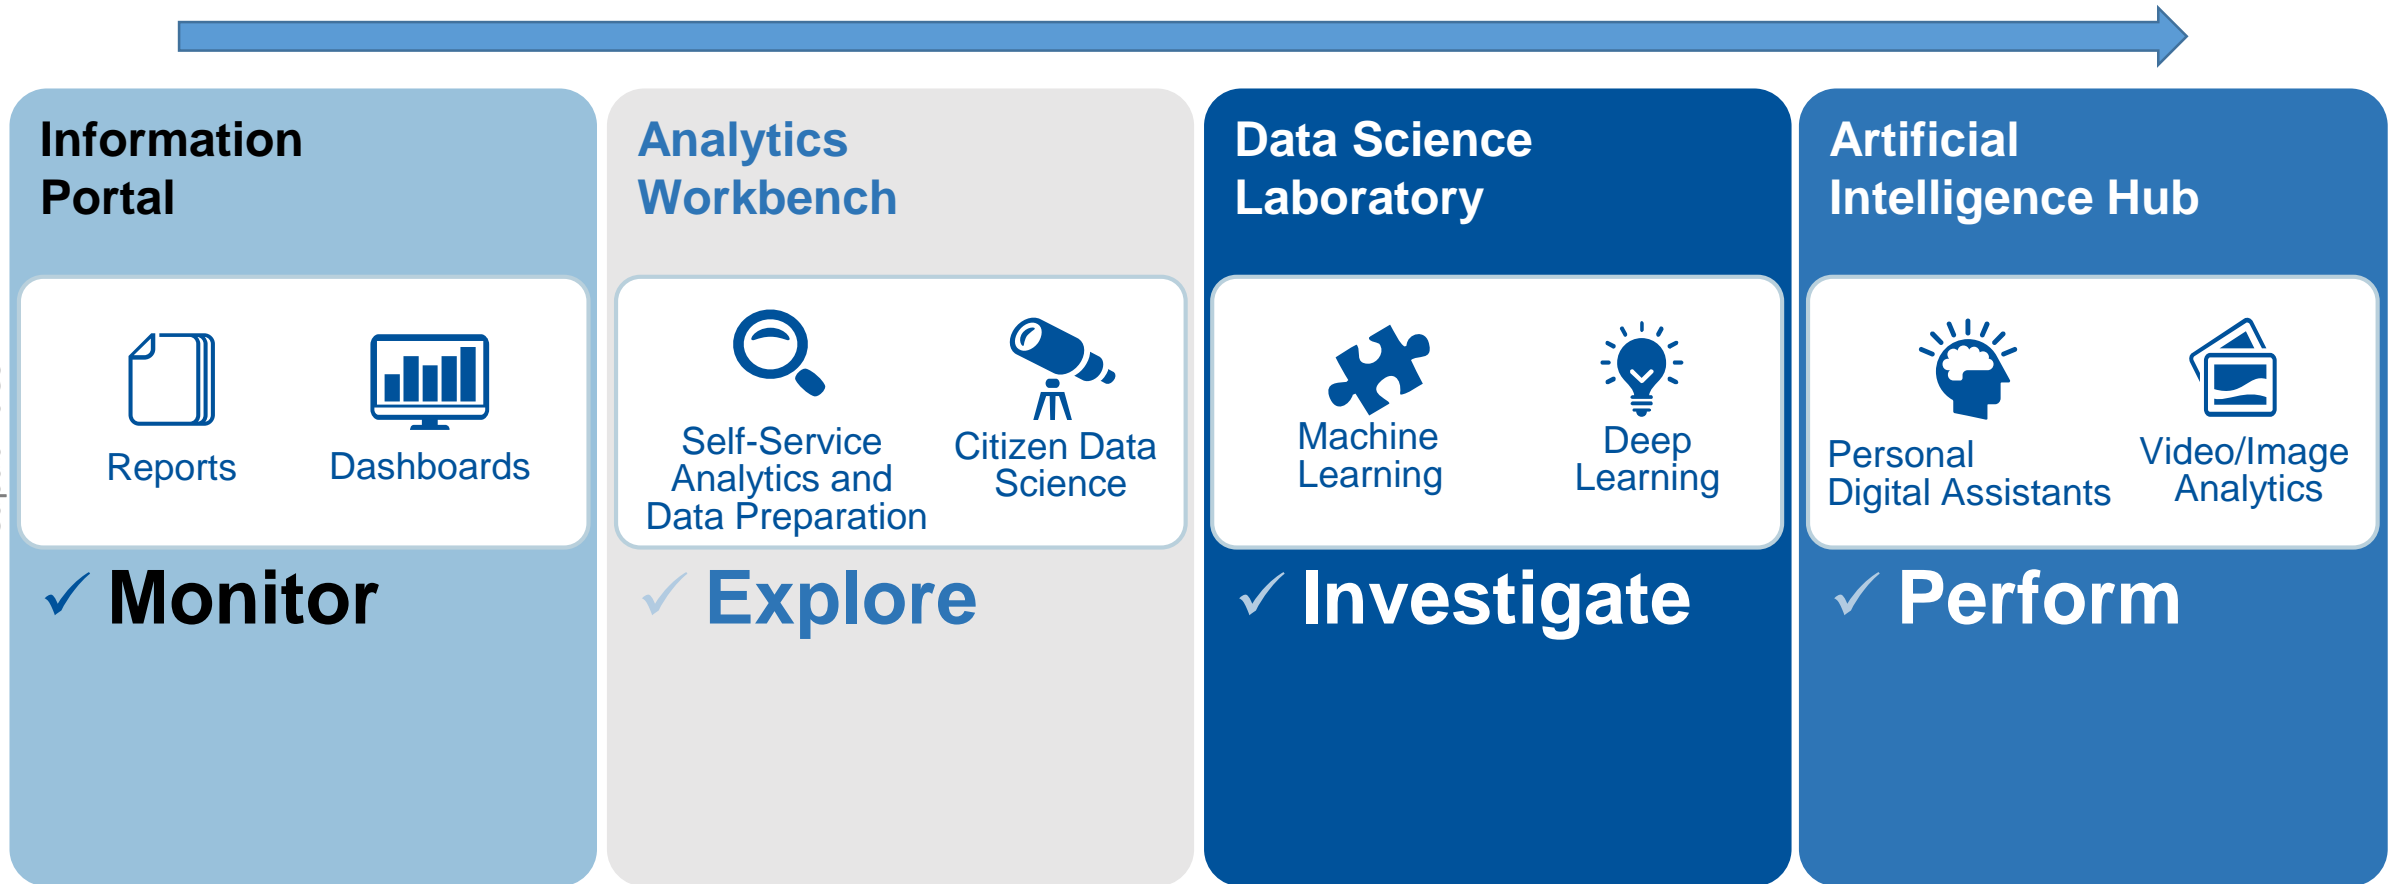 Information
Portal
Reports
Dashboards
✓ Monitor
Analytics
Workbench
Self-Service
Analytics and
Data Preparation
Citizen Data
Science
✓ Explore
Data Science
Laboratory
Machine
Learning
Deep
Learning
✓ Investigate
Artificial
Intelligence Hub
Personal
Digital Assistants
Video/Image
Analytics
✓ Perform